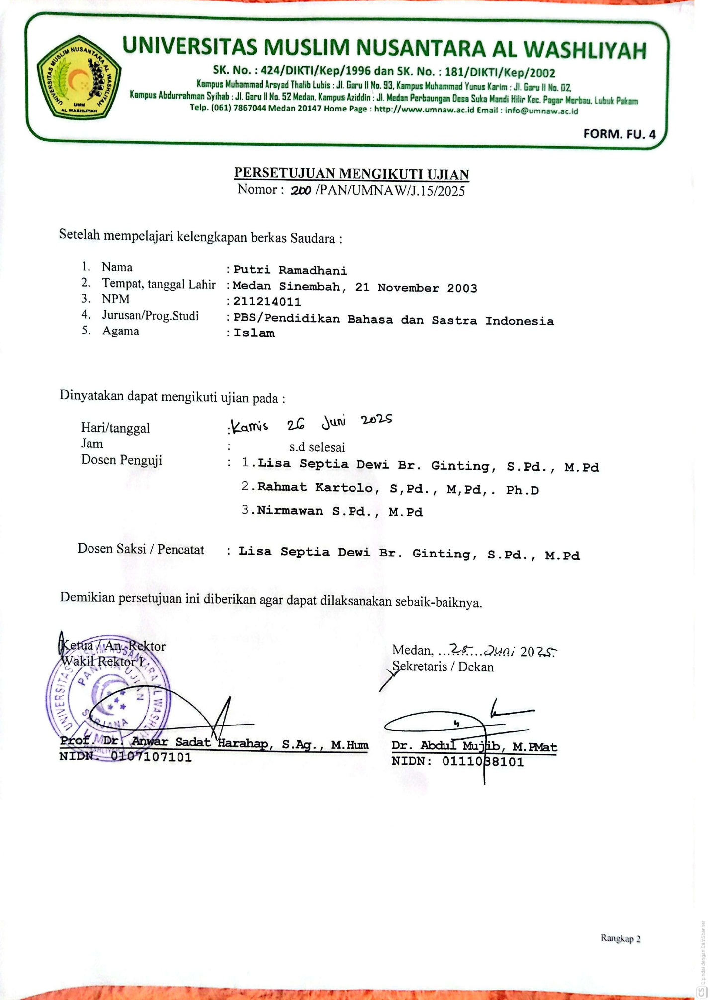 UNIVERSITAS MUSLIM NUSANTARA AL WASHLIYAH
UMN
AL WASHLIYAH
UNIVERSITAS MUSLIM NUSANTARA AL WASHLIYAH
SK. No. : 424/DIKTI/Kep/1996 dan SK. No. : 181/DIKTI/Kep/2002
Kampus Muhammad Arsyad Thalib Lubis : Jl. Garu II No. 93, Kampus Muhammad Yunus Karim : Jl. Garu II No. 02,
Kampus Abdurrahman Syihab : Jl. Garu II No. 52 Medan, Kampus Aziddin : Jl. Medan Perbaungan Desa Suka Mandi Hilir Kec. Pagar Merbau, Lubuk Pakam
Telp. (061) 7867044 Medan 20147 Home Page : http://www.umnaw.ac.id Email : info@umnaw.ac.id
FORM. FU. 4
PERSETUJUAN MENGIKUTI UJIAN
Nomor : 200 /PAN/UMNAW/J.15/2025
Setelah mempelajari kelengkapan berkas Saudara :
1. Nama : Putri Ramadhani
2. Tempat, tanggal Lahir : Medan Sinembah, 21 November 2003
3. NPM : 211214011
4. Jurusan/Prog.Studi : PBS/Pendidikan Bahasa dan Sastra Indonesia
5. Agama : Islam
Dinyatakan dapat mengikuti ujian pada :
Hari/tanggal : Kamis 26 Juni 2025
Jam : s.d selesai
Dosen Penguji : 1.Lisa Septia Dewi Br. Ginting, S.Pd., M.Pd
2.Rahmat Kartolo, S,Pd., M,Pd,. Ph.D
3.Nirmawan S.Pd., M.Pd
Dosen Saksi / Pencatat : Lisa Septia Dewi Br. Ginting, S.Pd., M.Pd
Demikian persetujuan ini diberikan agar dapat dilaksanakan sebaik-baiknya.
Ketua / An. Rektor
Wakil Rektor I
Medan, ... Juni 2025.
Sekretaris / Dekan
UNIVERSITAS MUSLIM NUSANTARA AL WASHLIYAH
PANITIA UJIAN
SARJANA
UMN
Prof. Dr. Anwar Sadat Harahap, S.Ag., M.Hum
NIDN. 0107107101
Dr. Abdul Mujib, M.PMat
NIDN: 0111038101
Rangkap 2
CS Dipindai dengan CamScanner